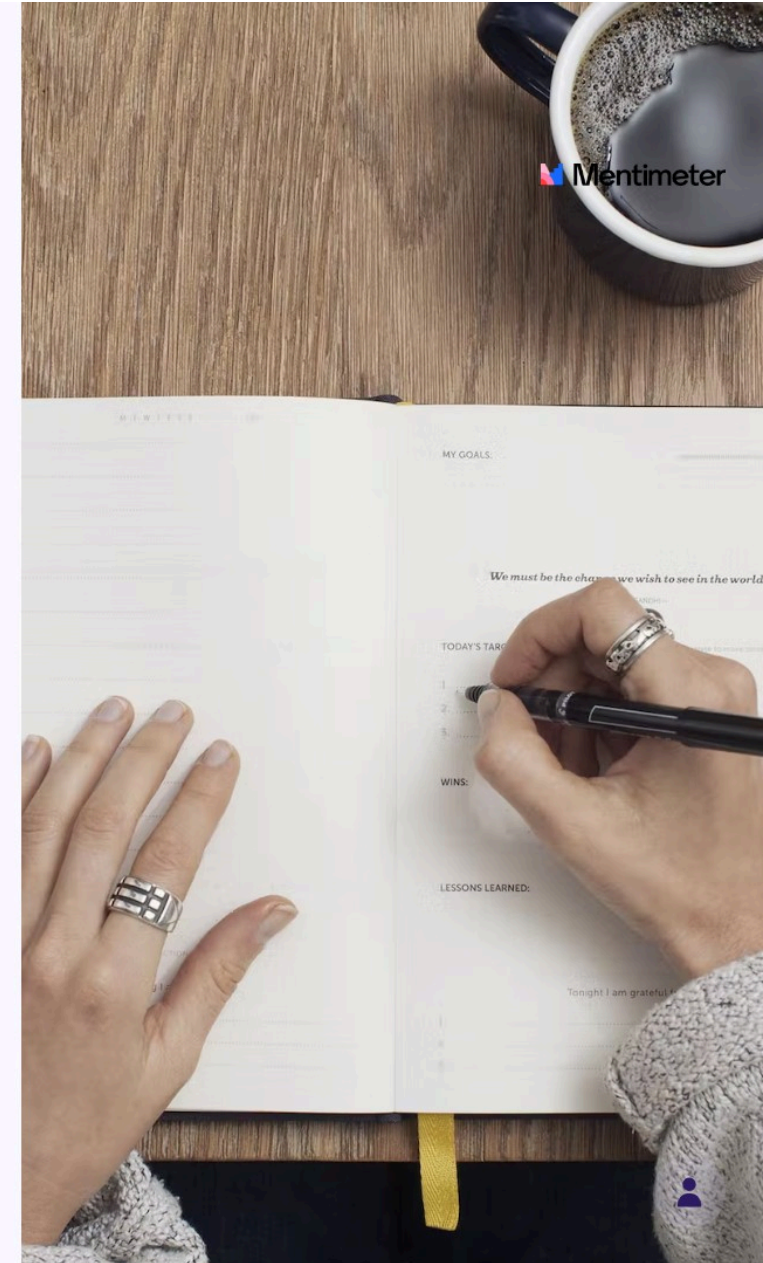 Mentimeter
MY GOALS:
We must be the change we wish to see in the world
TODAY'S TARG
1
2
3
WINS:
LESSONS LEARNED:
Tonight I am grateful f